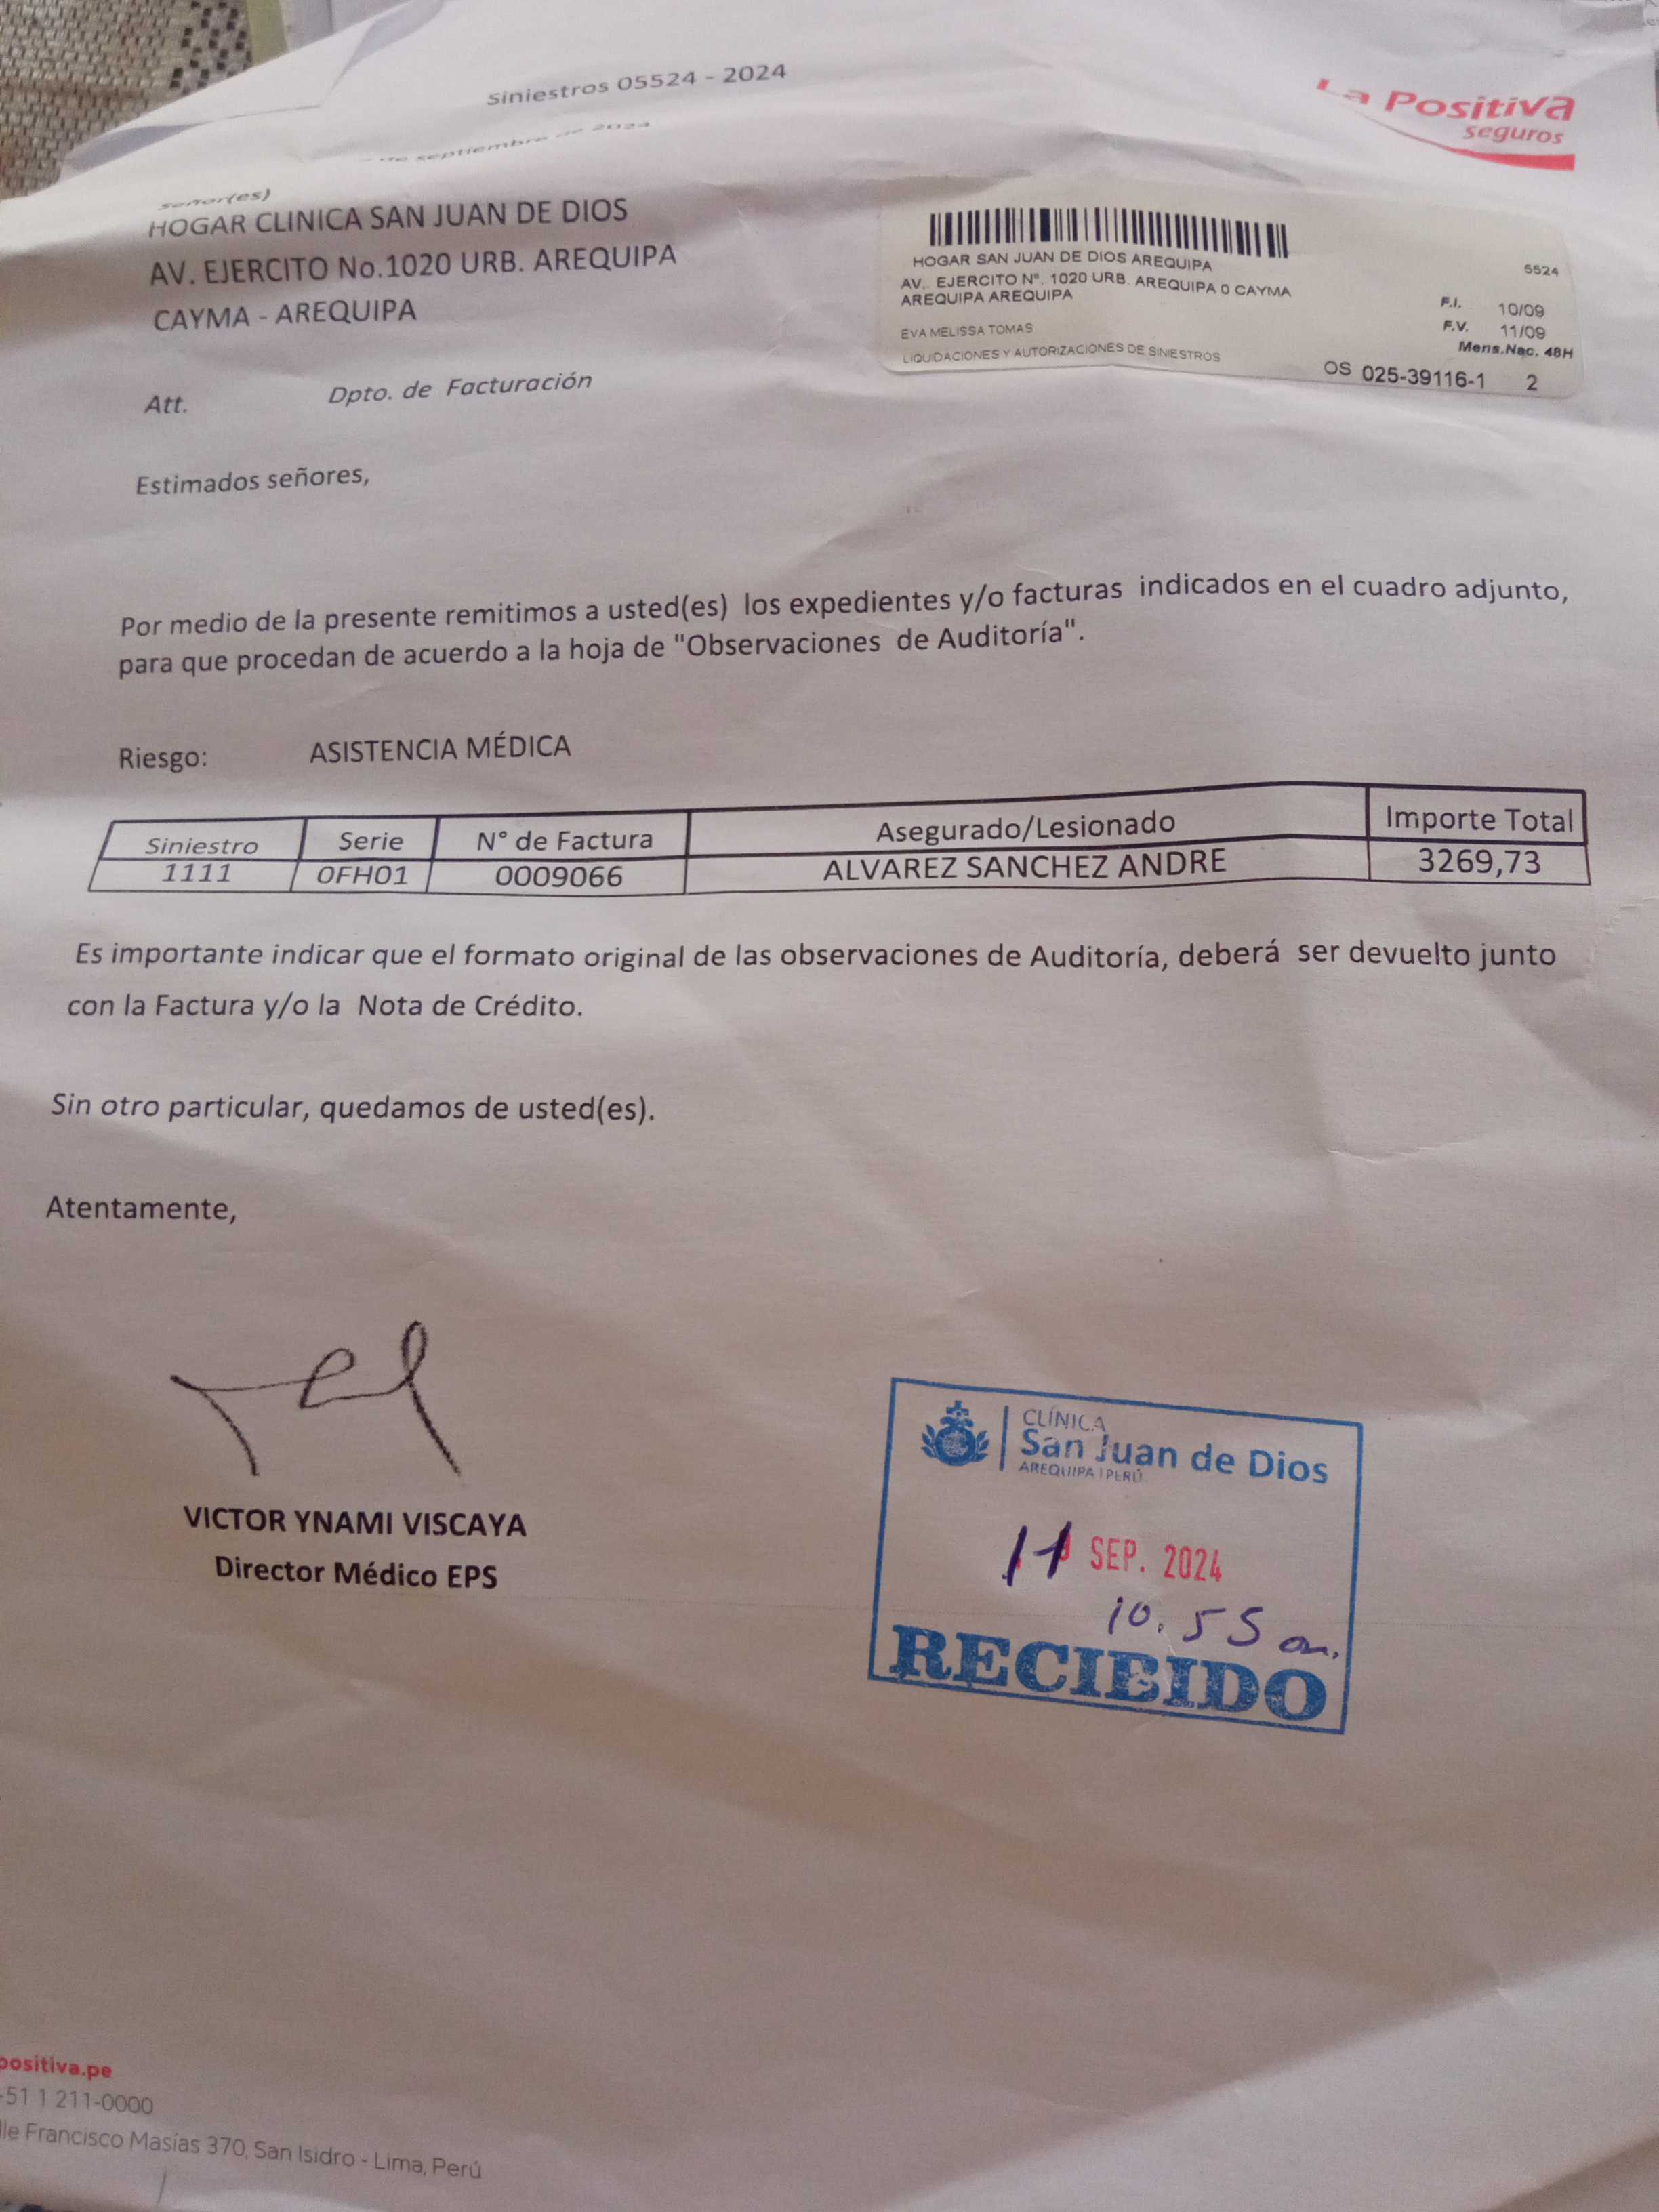 Siniestros 05524 - 2024
La Positiva
seguros
de septiembre de 2024
Señor(es)
HOGAR CLINICA SAN JUAN DE DIOS
AV. EJERCITO No.1020 URB. AREQUIPA
CAYMA - AREQUIPA
HOGAR SAN JUAN DE DIOS AREQUIPA
5524
AV. EJERCITO N°. 1020 URB. AREQUIPA 0 CAYMA
AREQUIPA AREQUIPA
F.I. 10/09
F.V. 11/09
EVA MELISSA TOMAS
Mens.Nac. 48H
LIQUIDACIONES Y AUTORIZACIONES DE SINIESTROS
OS 025-39116-1 2
Att. Dpto. de Facturación
Estimados señores,
Por medio de la presente remitimos a usted(es) los expedientes y/o facturas indicados en el cuadro adjunto,
para que procedan de acuerdo a la hoja de "Observaciones de Auditoría".
Riesgo: ASISTENCIA MÉDICA
Siniestro Serie N° de Factura Asegurado/Lesionado Importe Total
1111 OFH01 0009066 ALVAREZ SANCHEZ ANDRE 3269,73
Es importante indicar que el formato original de las observaciones de Auditoría, deberá ser devuelto junto
con la Factura y/o la Nota de Crédito.
Sin otro particular, quedamos de usted(es).
Atentamente,
VICTOR YNAMI VISCAYA
Director Médico EPS
CLÍNICA
San Juan de Dios
AREQUIPA | PERÚ
11 SEP. 2024
10.55 am.
RECIBIDO
positiva.pe
51 1 211-0000
lle Francisco Masías 370, San Isidro - Lima, Perú